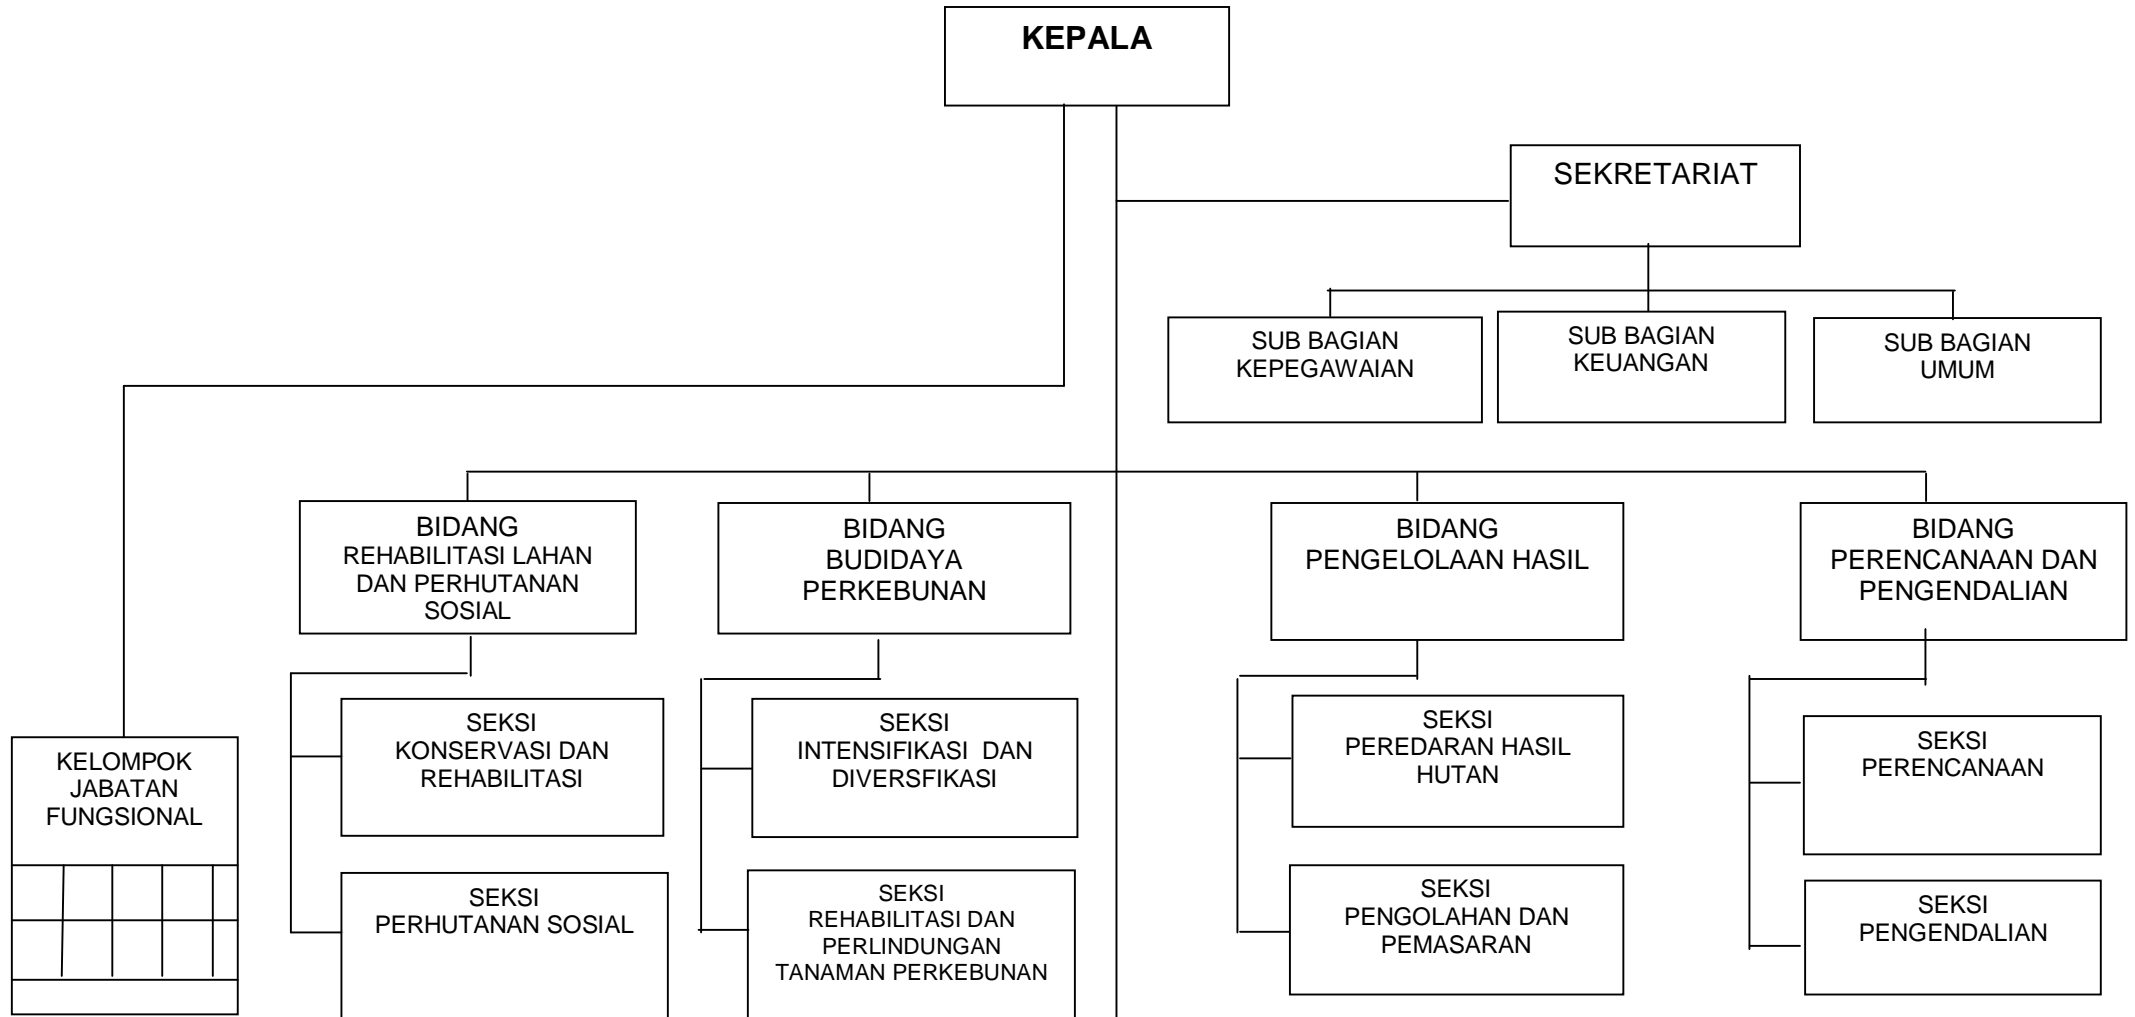 KEPALA
SEKRETARIAT
SUB BAGIAN
KEPEGAWAIAN
SUB BAGIAN
KEUANGAN
SUB BAGIAN
UMUM
BIDANG
REHABILITASI LAHAN
DAN PERHUTANAN
SOSIAL
BIDANG
BUDIDAYA
PERKEBUNAN
BIDANG
PENGELOLAAN HASIL
BIDANG
PERENCANAAN DAN
PENGENDALIAN
KELOMPOK
JABATAN
FUNGSIONAL
SEKSI
KONSERVASI DAN
REHABILITASI
SEKSI
INTENSIFIKASI  DAN
DIVERSFIKASI
SEKSI
PEREDARAN HASIL
HUTAN
SEKSI
PERENCANAAN
SEKSI
PERHUTANAN SOSIAL
SEKSI
REHABILITASI DAN
PERLINDUNGAN
TANAMAN PERKEBUNAN
SEKSI
PENGOLAHAN DAN
PEMASARAN
SEKSI
PENGENDALIAN